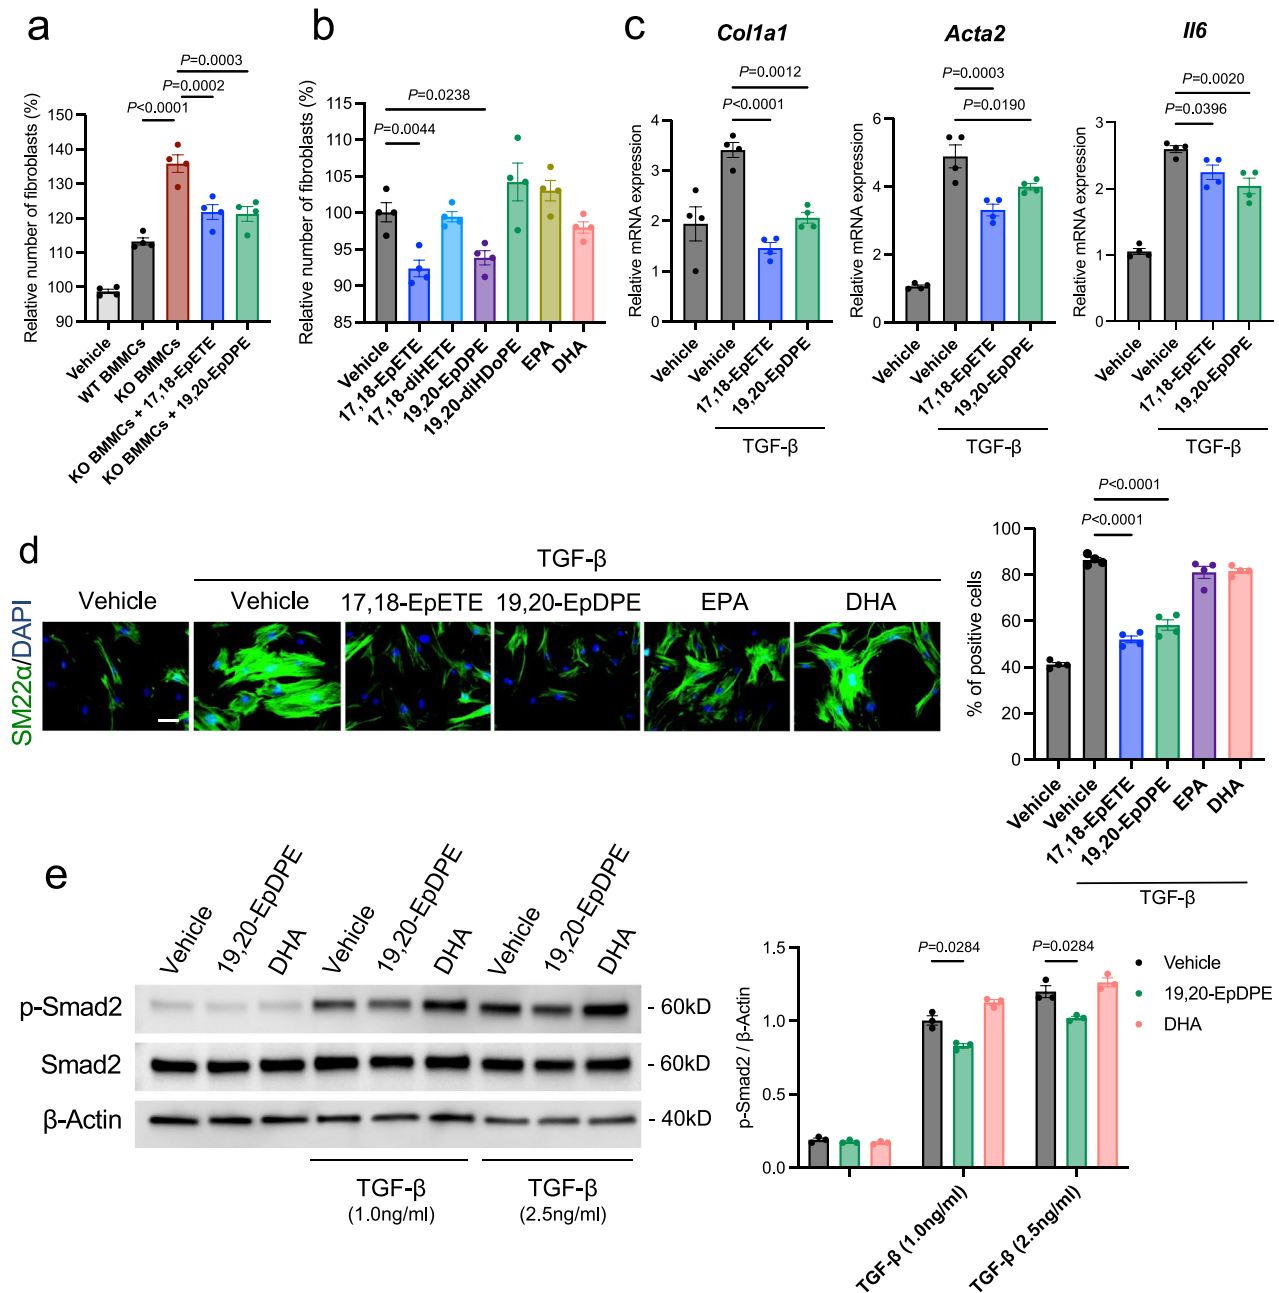 a
Relative number of fibroblasts (%)
150
140
130
120
110
100
90
P=0.0003
P=0.0002
P<0.0001
Vehicle
WT BMMCs
KO BMMCs
KO BMMCs + 17,18-EpETE
KO BMMCs + 19,20-EpDPE
b
Relative number of fibroblasts (%)
115
110
105
100
95
90
85
P=0.0238
P=0.0044
Vehicle
17,18-EpETE
17,18-diHETE
19,20-EpDPE
19,20-diHDoPE
EPA
DHA
c
Col1a1
Relative mRNA expression
4
3
2
1
0
P=0.0012
P<0.0001
Vehicle
Vehicle
17,18-EpETE
19,20-EpDPE
TGF-β
Acta2
Relative mRNA expression
6
4
2
0
P=0.0003
P=0.0190
Vehicle
Vehicle
17,18-EpETE
19,20-EpDPE
TGF-β
Il6
Relative mRNA expression
3
2
1
0
P=0.0020
P=0.0396
Vehicle
Vehicle
17,18-EpETE
19,20-EpDPE
TGF-β
d
TGF-β
Vehicle
Vehicle
17,18-EpETE
19,20-EpDPE
EPA
DHA
SM22α/DAPI
% of positive cells
100
80
60
40
20
0
P<0.0001
P<0.0001
Vehicle
Vehicle
17,18-EpETE
19,20-EpDPE
EPA
DHA
TGF-β
e
Vehicle
19,20-EpDPE
DHA
Vehicle
19,20-EpDPE
DHA
Vehicle
19,20-EpDPE
DHA
p-Smad2
- 60kD
Smad2
- 60kD
β-Actin
- 40kD
TGF-β
(1.0ng/ml)
TGF-β
(2.5ng/ml)
p-Smad2 / β-Actin
1.5
1.0
0.5
0.0
P=0.0284
P=0.0284
Vehicle
19,20-EpDPE
DHA
TGF-β (1.0ng/ml)
TGF-β (2.5ng/ml)